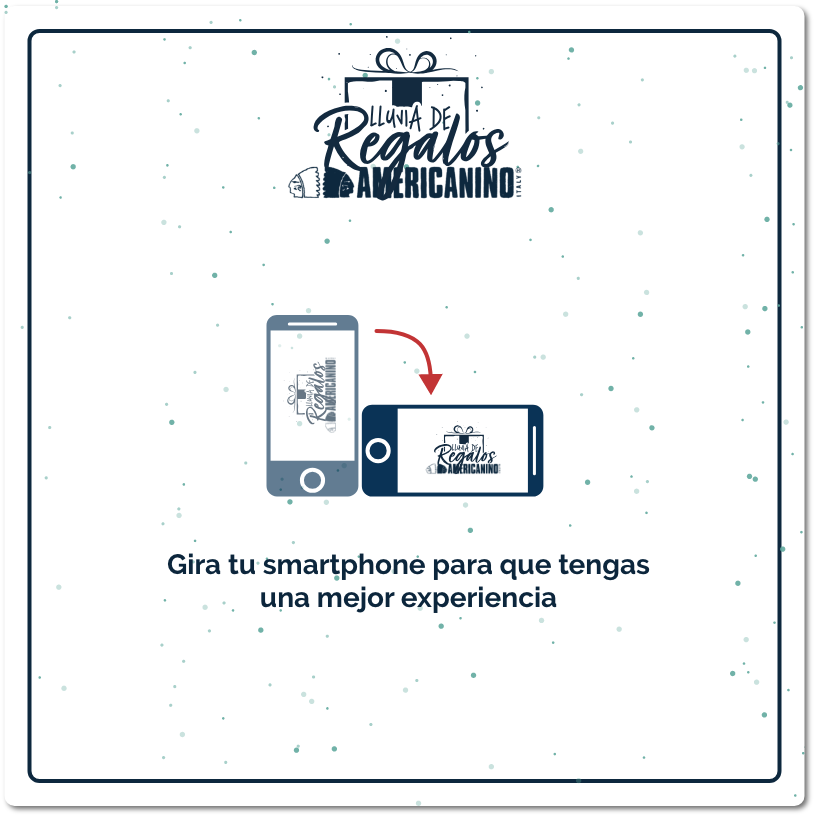 LLUVIA DE
Regalos
AMERICANINO
ITALY
LLUVIA DE
Regalos
AMERICANINO
LLUVIA DE
Regalos
AMERICANINO
Gira tu smartphone para que tengas
una mejor experiencia